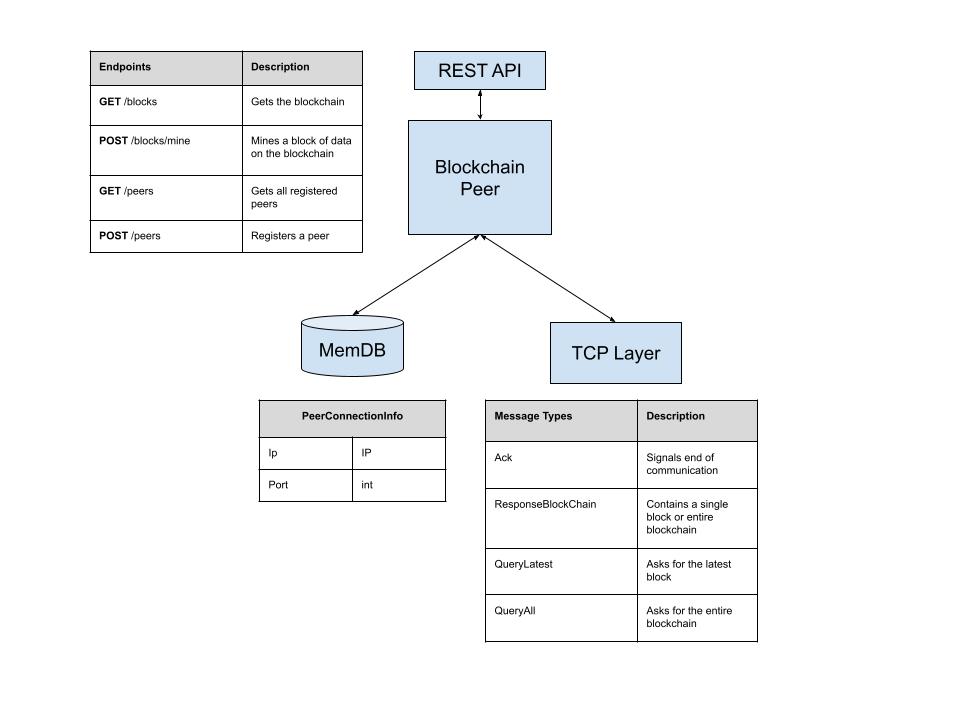 Endpoints Description
GET /blocks Gets the blockchain
POST /blocks/mine Mines a block of data
on the blockchain
GET /peers Gets all registered
peers
POST /peers Registers a peer
REST API
Blockchain
Peer
MemDB
TCP Layer
PeerConnectionInfo
Ip IP
Port int
Message Types Description
Ack Signals end of
communication
ResponseBlockChain Contains a single
block or entire
blockchain
QueryLatest Asks for the latest
block
QueryAll Asks for the entire
blockchain